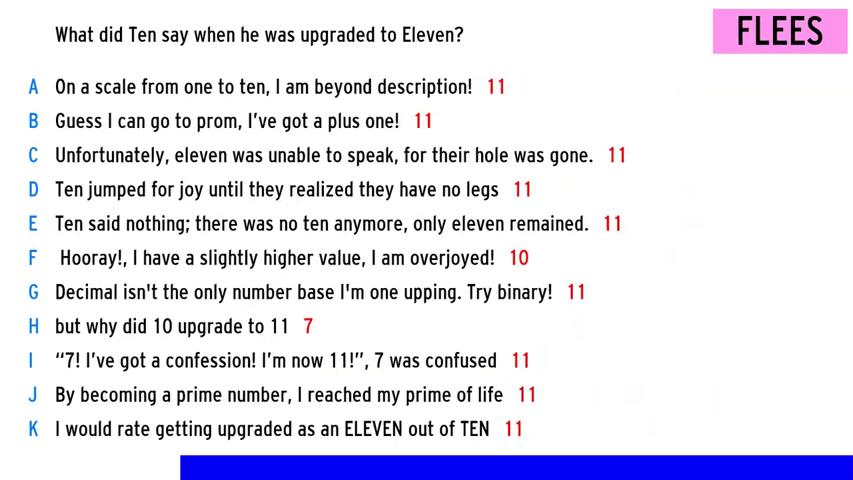 What did Ten say when he was upgraded to Eleven?
FLEES
A On a scale from one to ten, I am beyond description! 11
B Guess I can go to prom, I've got a plus one! 11
C Unfortunately, eleven was unable to speak, for their hole was gone. 11
D Ten jumped for joy until they realized they have no legs 11
E Ten said nothing; there was no ten anymore, only eleven remained. 11
F Hooray!, I have a slightly higher value, I am overjoyed! 10
G Decimal isn't the only number base I'm one upping. Try binary! 11
H but why did 10 upgrade to 11 7
I “7! I've got a confession! I'm now 11!”, 7 was confused 11
J By becoming a prime number, I reached my prime of life 11
K I would rate getting upgraded as an ELEVEN out of TEN 11